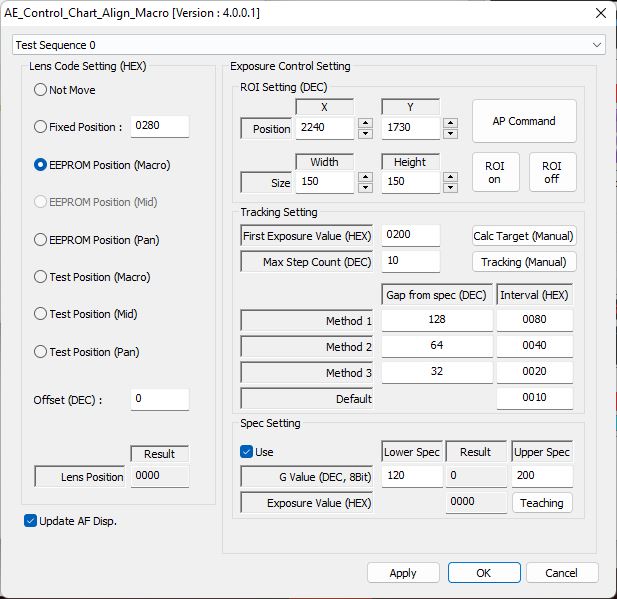 AE_Control_Chart_Align_Macro [Version : 4.0.0.1]
Test Sequence 0
Lens Code Setting (HEX)
Not Move
Fixed Position : 0280
EEPROM Position (Macro)
EEPROM Position (Mid)
EEPROM Position (Pan)
Test Position (Macro)
Test Position (Mid)
Test Position (Pan)
Offset (DEC) : 0
Result
Lens Position 0000
Update AF Disp.
Exposure Control Setting
ROI Setting (DEC)
X Y
Position 2240 1730
AP Command
Width Height
Size 150 150
ROI on
ROI off
Tracking Setting
First Exposure Value (HEX) 0200 Calc Target (Manual)
Max Step Count (DEC) 10 Tracking (Manual)
Gap from spec (DEC) Interval (HEX)
Method 1 128 0080
Method 2 64 0040
Method 3 32 0020
Default 0010
Spec Setting
Use Lower Spec Result Upper Spec
G Value (DEC, 8Bit) 120 0 200
Exposure Value (HEX) 0000 Teaching
Apply OK Cancel